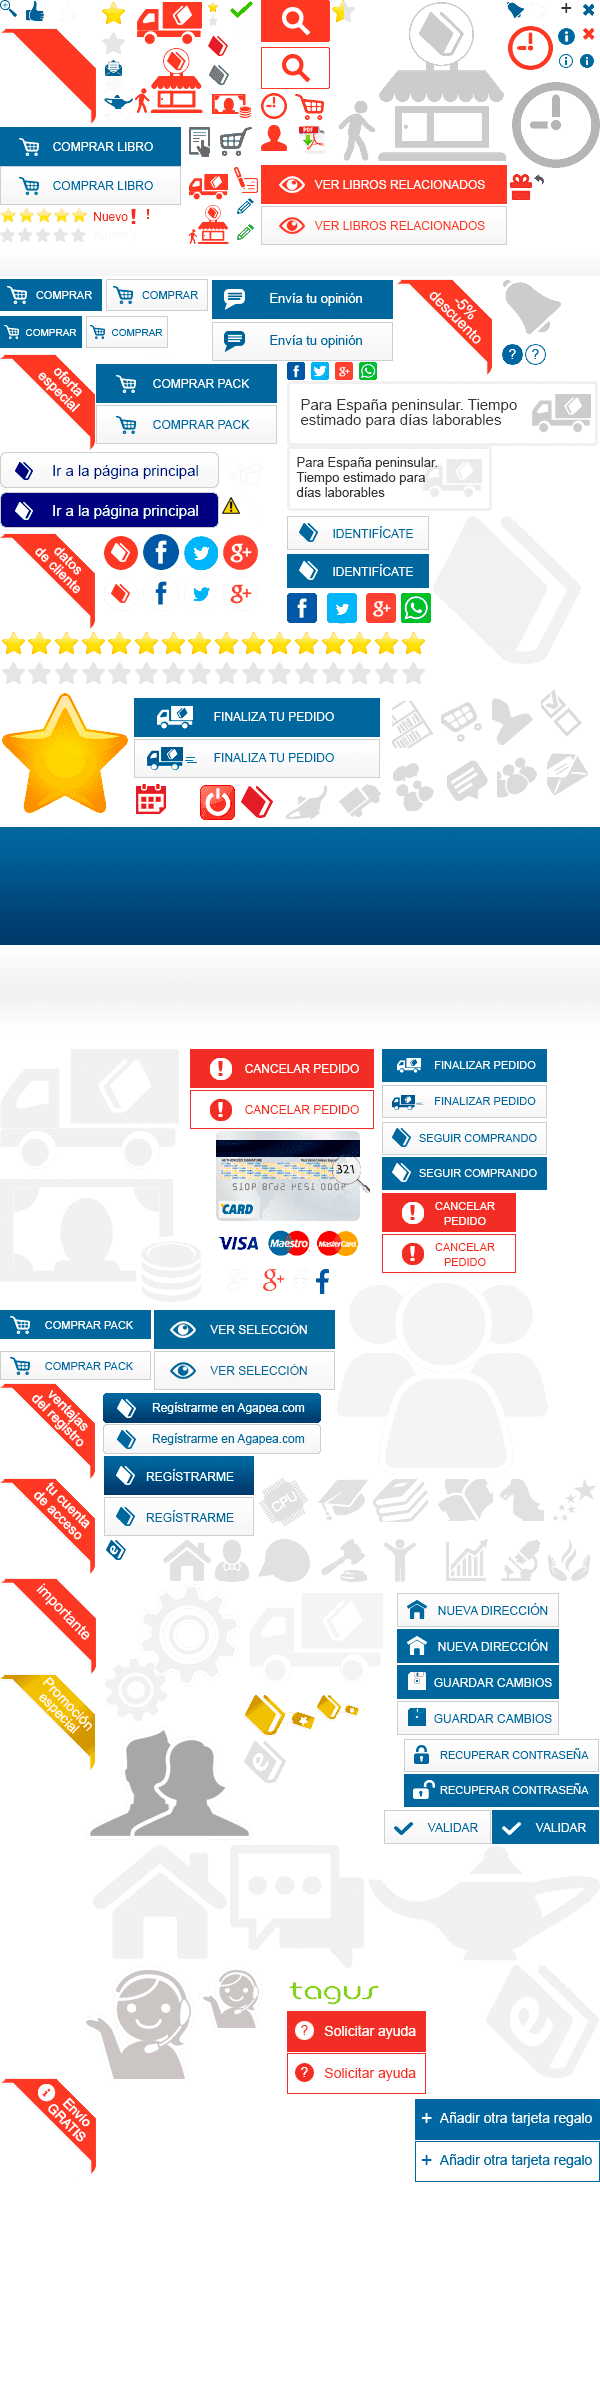 PDF
COMPRAR LIBRO
COMPRAR LIBRO
VER LIBROS RELACIONADOS
VER LIBROS RELACIONADOS
Nuevo!
!
COMPRAR
COMPRAR
COMPRAR
COMPRAR
Envía tu opinión
Envía tu opinión
-5%
descuento
?
?
oferta
especial
COMPRAR PACK
COMPRAR PACK
Para España peninsular. Tiempo
estimado para días laborables
Para España peninsular.
Tiempo estimado para
días laborables
Ir a la página principal
Ir a la página principal
IDENTIFÍCATE
IDENTIFÍCATE
datos
de cliente
FINALIZA TU PEDIDO
FINALIZA TU PEDIDO
CANCELAR PEDIDO
CANCELAR PEDIDO
FINALIZAR PEDIDO
FINALIZAR PEDIDO
SEGUIR COMPRANDO
SEGUIR COMPRANDO
CANCELAR
PEDIDO
CANCELAR
PEDIDO
AUTHORIZED SIGNATURE
321
CARD
VISA
Maestro
MasterCard
COMPRAR PACK
COMPRAR PACK
VER SELECCIÓN
VER SELECCIÓN
ventajas
del registro
Regístrarme en Agapea.com
Regístrarme en Agapea.com
REGÍSTRARME
REGÍSTRARME
tu cuenta
de acceso
CPU
importante
NUEVA DIRECCIÓN
NUEVA DIRECCIÓN
GUARDAR CAMBIOS
GUARDAR CAMBIOS
Promoción
especial
RECUPERAR CONTRASEÑA
RECUPERAR CONTRASEÑA
VALIDAR
VALIDAR
tagus
? Solicitar ayuda
? Solicitar ayuda
Envío
GRATIS
+ Añadir otra tarjeta regalo
+ Añadir otra tarjeta regalo